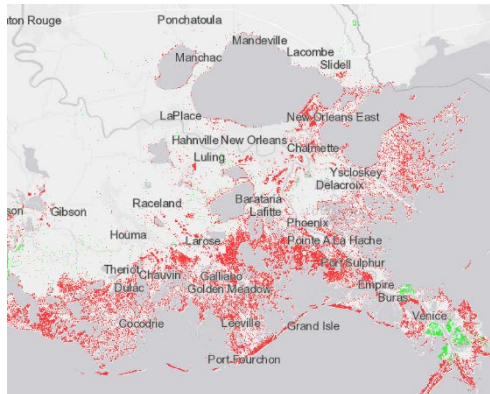 ton Rouge
Ponchatoula
Mandeville
Manchac
Lacombe
Slidell
LaPlace
New Orleans East
Hahnville New Orleans
Chalmette
Luling
Yscloskey
Delacroix
Raceland
Barataria
son
Gibson
Lafitte
Phoenix
Houma
Larose
Pointe A La Hache
Theriot
Chauvin
Galliano
Port Sulphur
Dulac
Golden Meadow
Empire
Buras
Venice
Cocodrie
Leeville
Grand Isle
Port Fourchon